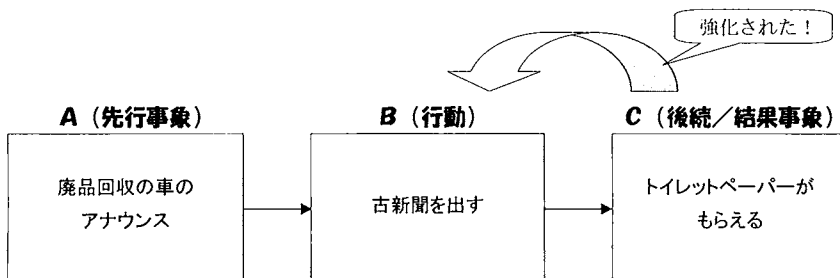 強化された！
A（先行事象）
B（行動）
C（後続／結果事象）
廃品回収の車の
アナウンス
古新聞を出す
トイレットペーパーが
もらえる